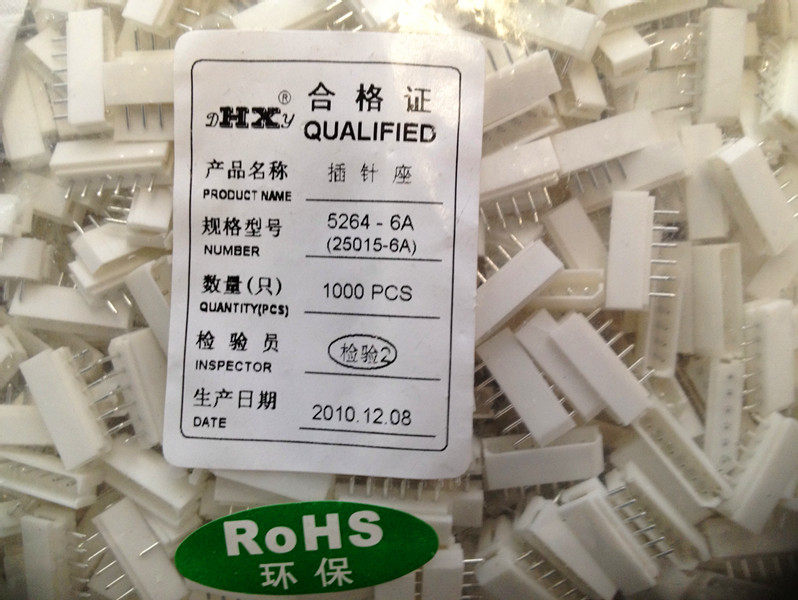 DHXy® 合格证
QUALIFIED
产品名称 插针座
PRODUCT NAME
规格型号 5264-6A
NUMBER (25015-6A)
数量(只) 1000 PCS
QUANTITY(PCS)
检验员 检验2
INSPECTOR
生产日期 2010.12.08
DATE
RoHS
环保